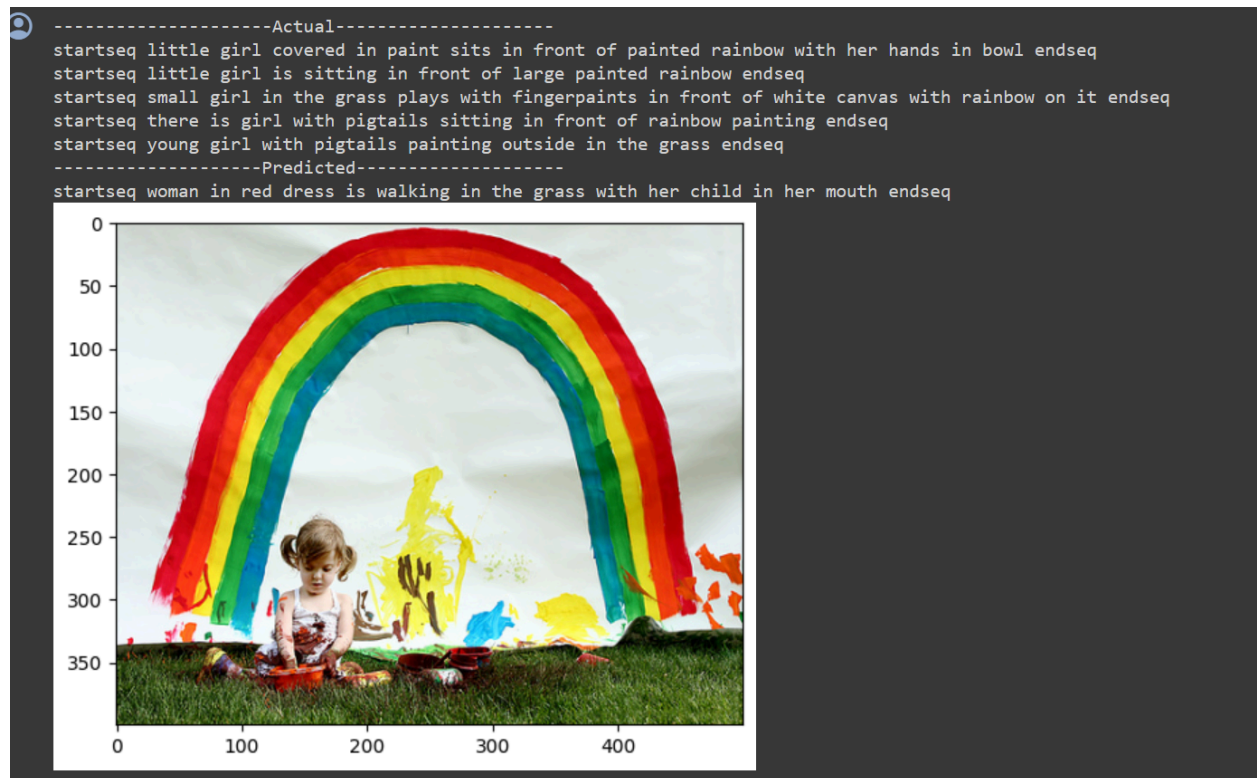 ---------------------Actual---------------------
startseq little girl covered in paint sits in front of painted rainbow with her hands in bowl endseq
startseq little girl is sitting in front of large painted rainbow endseq
startseq small girl in the grass plays with fingerpaints in front of white canvas with rainbow on it endseq
startseq there is girl with pigtails sitting in front of rainbow painting endseq
startseq young girl with pigtails painting outside in the grass endseq
--------------------Predicted--------------------
startseq woman in red dress is walking in the grass with her child in her mouth endseq
0
50
100
150
200
250
300
350
0 100 200 300 400